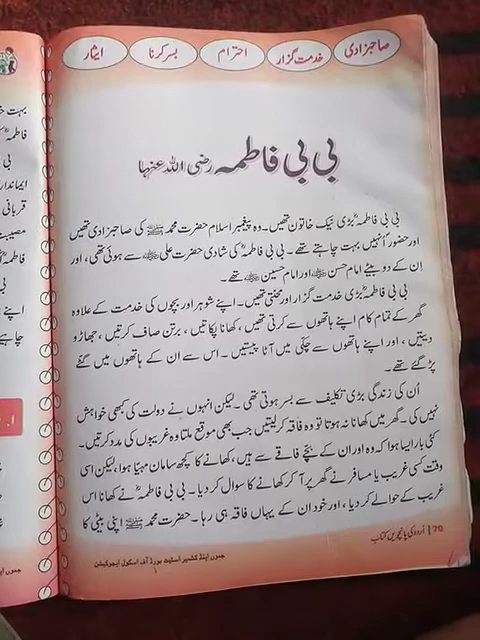 صاحبزادی خدمت گزار احترام بسر کرنا ایثار
بی بی فاطمہ رضی اللہ عنہا
بی بی فاطمہؓ بڑی نیک خاتون تھیں۔ وہ پیغمبر اسلام حضرت محمد ﷺ کی صاحبزادی تھیں
اور حضورؐ انہیں بہت چاہتے تھے۔ بی بی فاطمہؓ کی شادی حضرت علیؓ سے ہوئی تھی، اور
اِن کے دو بیٹے امام حسنؓ اور امام حسینؓ تھے۔
بی بی فاطمہؓ بڑی خدمت گزار اور محنتی تھیں۔ اپنے شوہر اور بچوں کی خدمت کے علاوہ
گھر کے تمام کام اپنے ہاتھوں سے کرتی تھیں، کھانا پکاتیں، برتن صاف کرتیں، جھاڑو
دیتیں، اور اپنے ہاتھوں سے چکّی میں آٹا پیستیں۔ اس سے ان کے ہاتھوں میں گٹے
پڑ گئے تھے۔
اُن کی زندگی بڑی تکلیف سے بسر ہوتی تھی۔ لیکن انہوں نے دولت کی کبھی خواہش
نہیں کی۔ گھر میں کھانا نہ ہوتا تو وہ فاقہ کر لیتیں جب بھی موقع ملتا وہ غریبوں کی مدد کرتیں۔
کئی بار ایسا ہوا کہ وہ اور ان کے بچے فاقے سے ہیں، کھانے کا کچھ سامان مہیّا ہوا، لیکن اسی
وقت کسی غریب یا مسافر نے گھر پر آ کر کھانے کا سوال کر دیا۔ بی بی فاطمہؓ نے کھانا اس
غریب کے حوالے کر دیا، اور خود ان کے یہاں فاقہ ہی رہا۔ حضرت محمد ﷺ اپنی بیٹی کا
70 | اُردو کی پانچویں کتاب
جموں اینڈ کشمیر اسٹیٹ بورڈ آف اسکول ایجوکیشن